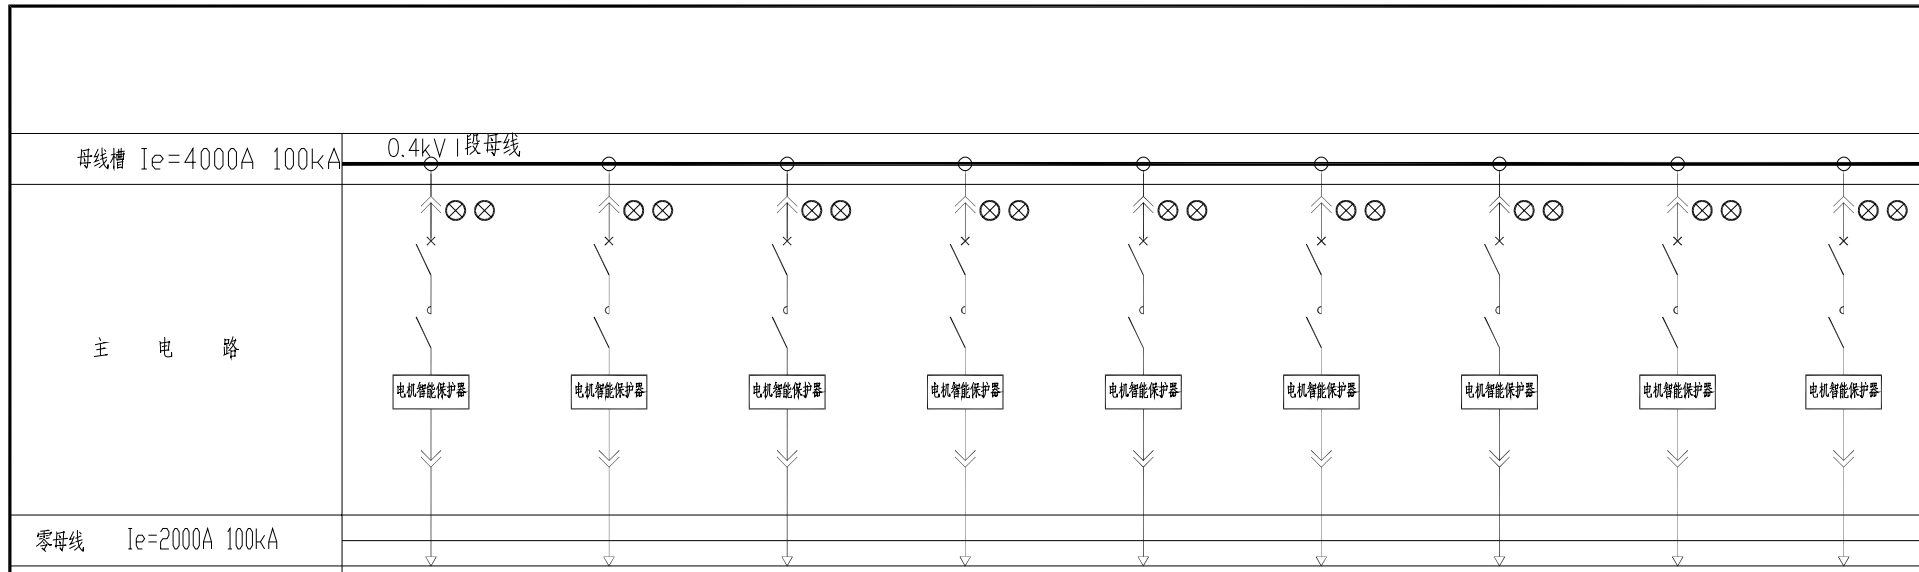 0.4kV I段母线
母线槽 Ie=4000A 100kA
主 电 路
电机智能保护器 电机智能保护器 电机智能保护器 电机智能保护器 电机智能保护器 电机智能保护器 电机智能保护器 电机智能保护器 电机智能保护器
零母线 Ie=2000A 100kA